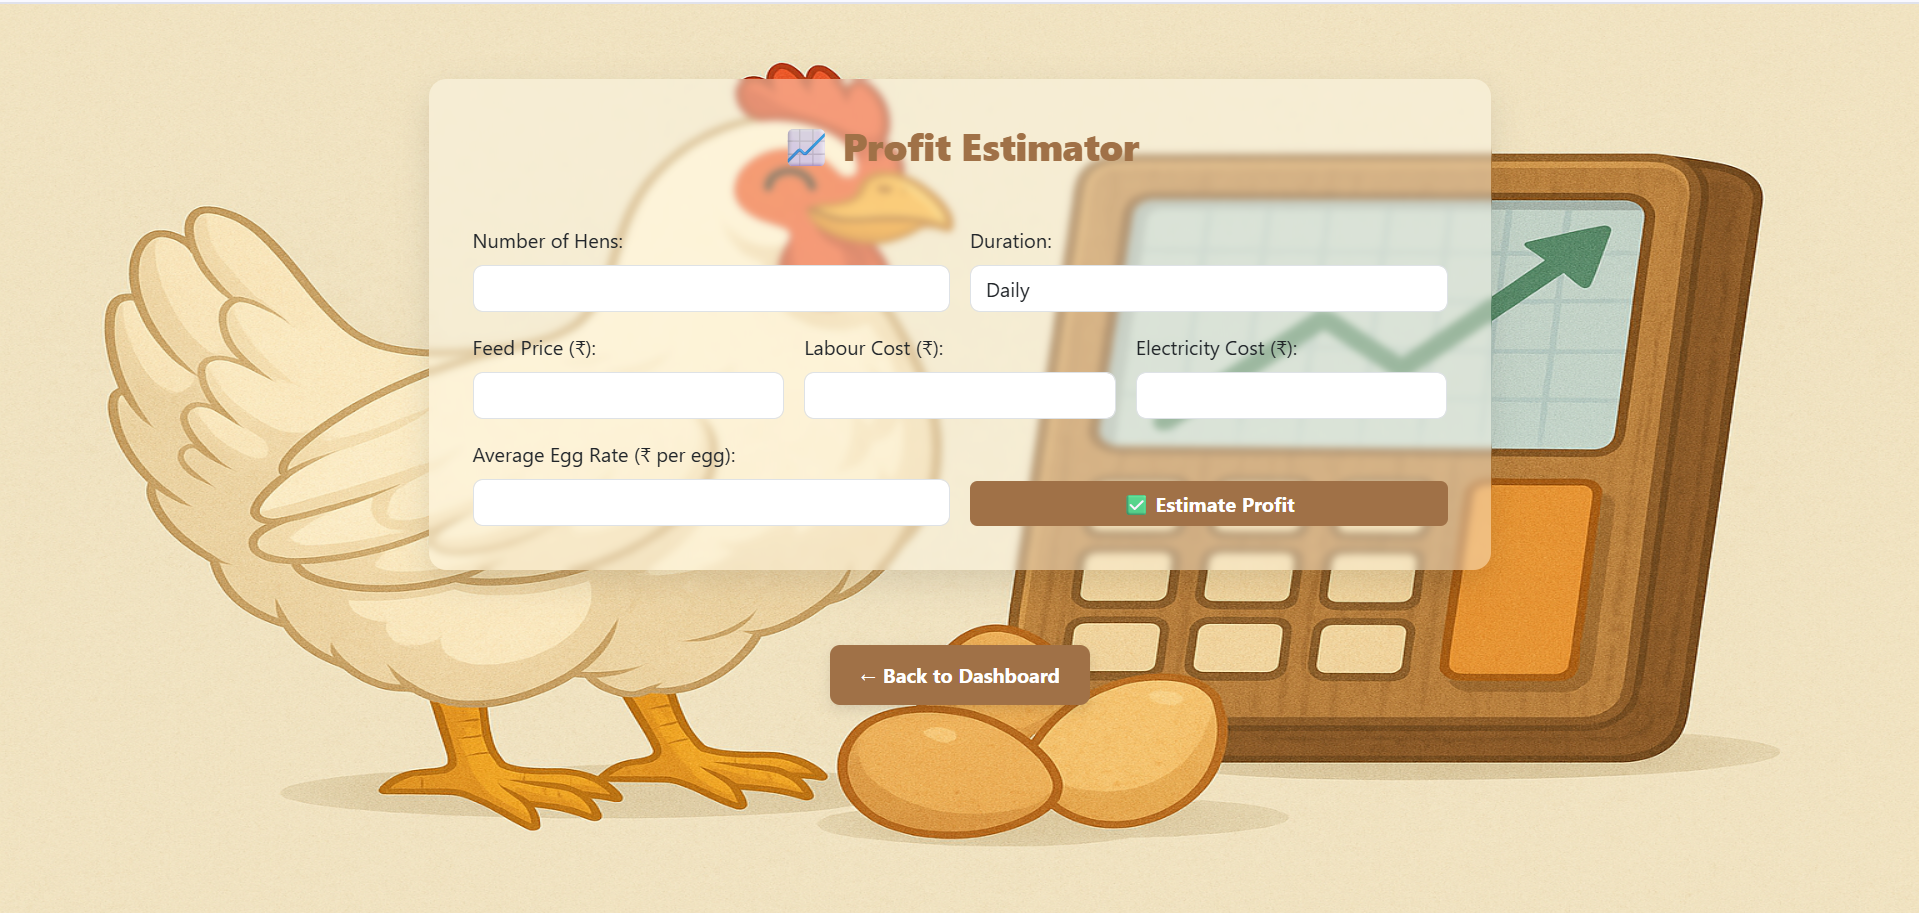 📈 Profit Estimator
Number of Hens:
Duration:
Daily
Feed Price (₹):
Labour Cost (₹):
Electricity Cost (₹):
Average Egg Rate (₹ per egg):
✅ Estimate Profit
← Back to Dashboard